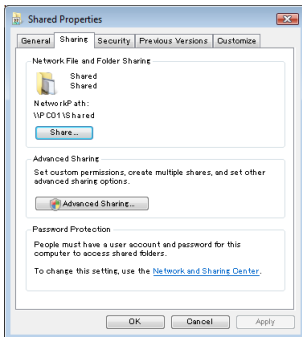 Shared Properties
General Sharing Security Previous Versions Customize
Network File and Folder Sharing
Shared
Shared
Network Path:
\\PC01\Shared
Share...
Advanced Sharing
Set custom permissions, create multiple shares, and set other
advanced sharing options.
Advanced Sharing...
Password Protection
People must have a user account and password for this
computer to access shared folders.
To change this setting, use the Network and Sharing Center.
OK Cancel Apply